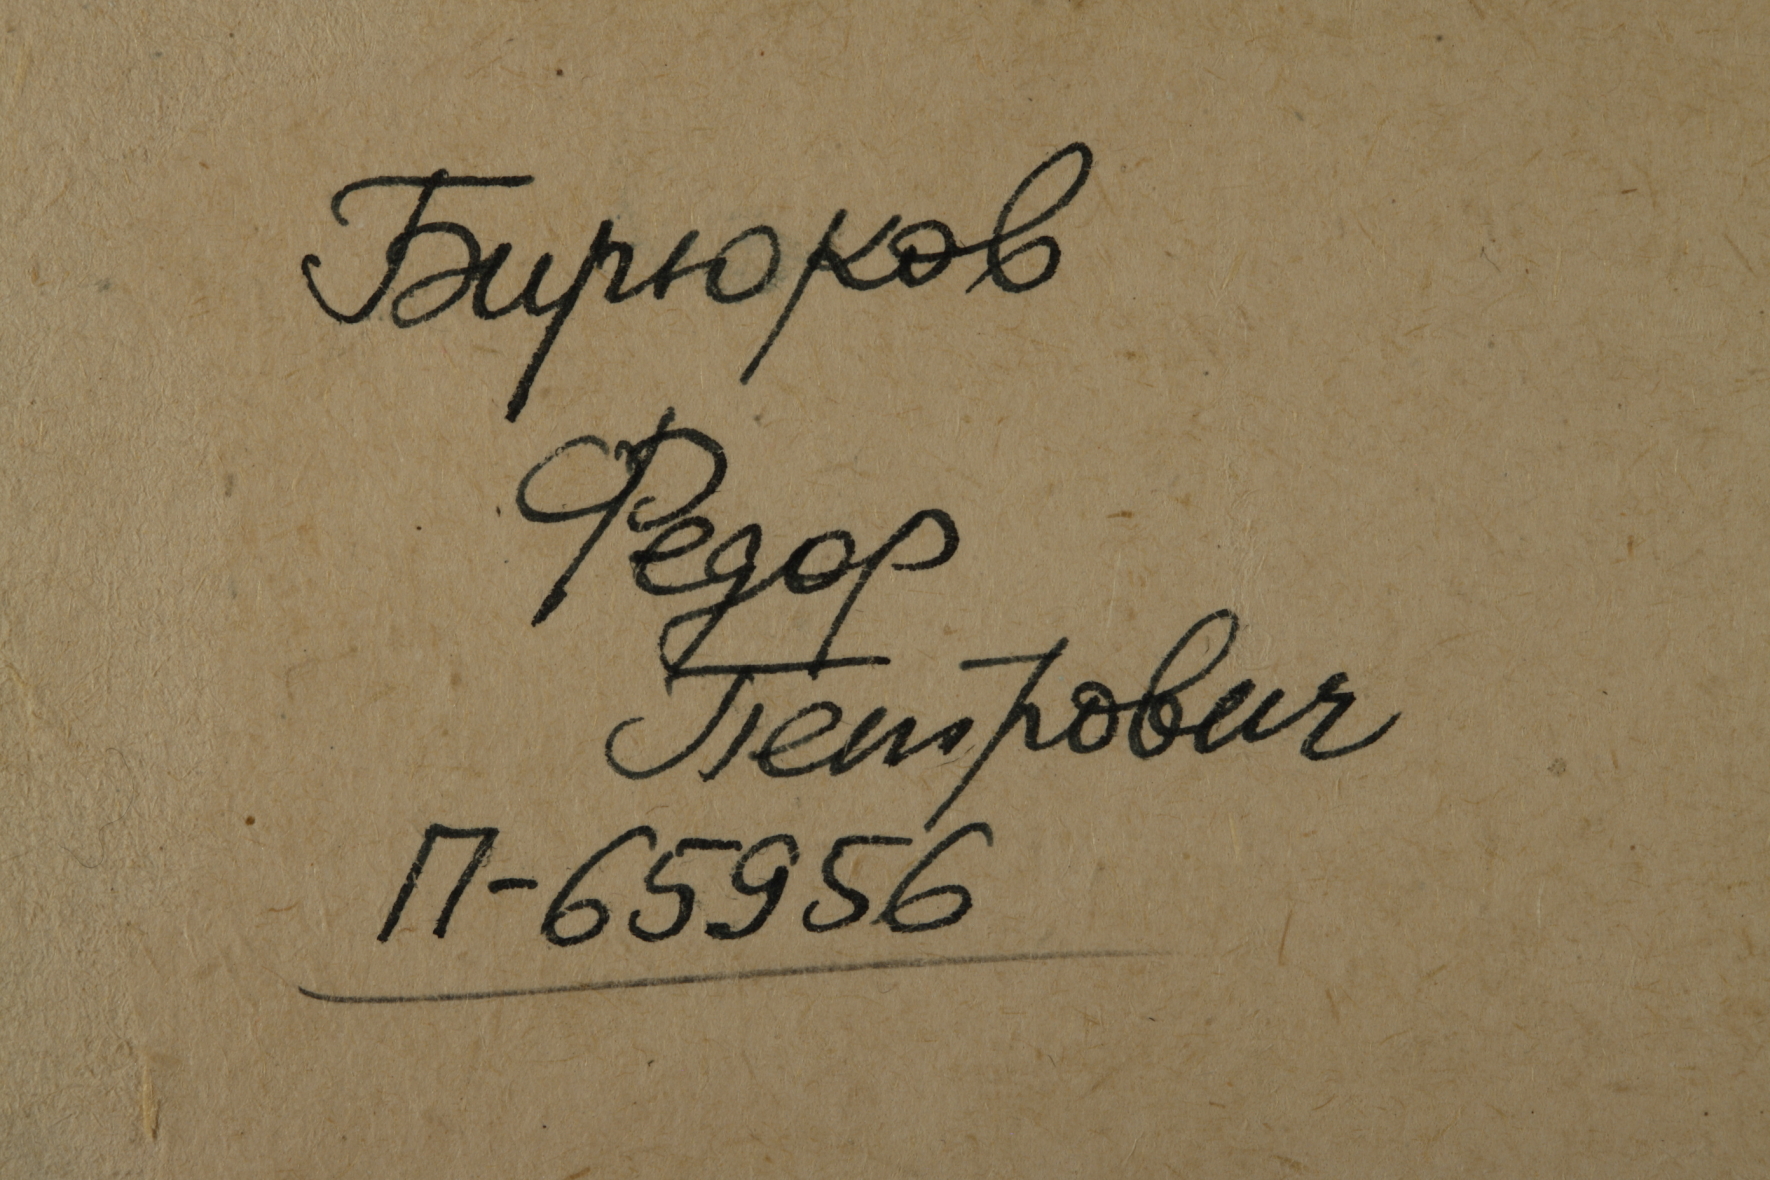 Бирюков
Федор
Петрович
П-65956